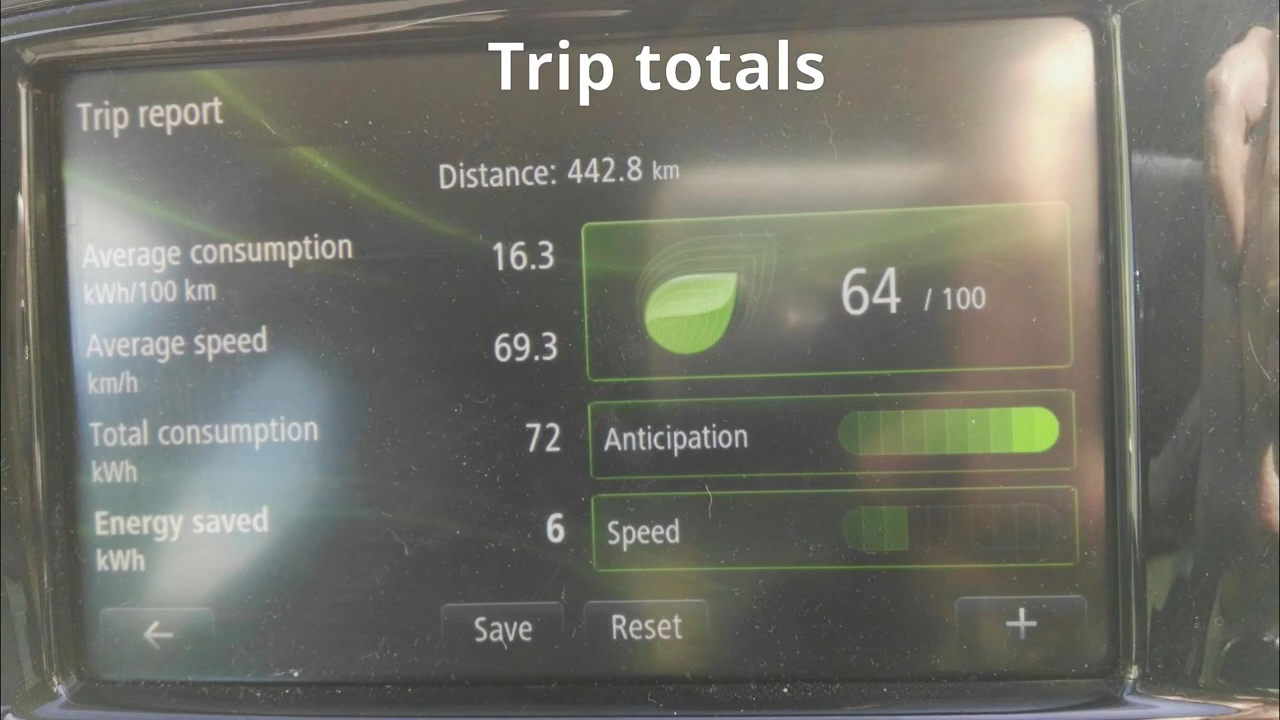 Trip totals
Trip report
Distance: 442.8 km
Average consumption 16.3
kWh/100 km
Average speed 69.3
km/h
Total consumption 72
kWh
Energy saved 6
kWh
64 / 100
Anticipation
Speed
Save
Reset